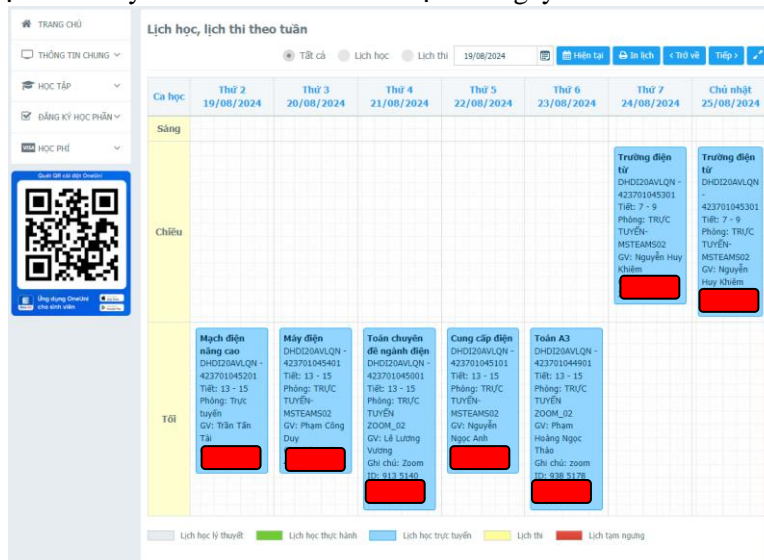 TRANG CHỦ
THÔNG TIN CHUNG
HỌC TẬP
ĐĂNG KÝ HỌC PHẦN
VISA HỌC PHÍ
Quét QR cài đặt OneUni
Ứng dụng OneUni
cho sinh viên
Lịch học, lịch thi theo tuần
Tất cả Lịch học Lịch thi 19/08/2024 Hiện tại In lịch < Trở về Tiếp >
Ca học
Thứ 2
19/08/2024
Thứ 3
20/08/2024
Thứ 4
21/08/2024
Thứ 5
22/08/2024
Thứ 6
23/08/2024
Thứ 7
24/08/2024
Chủ nhật
25/08/2024
Sáng
Chiều
Trường điện
từ
DHDI20AVLQN -
423701045301
Tiết: 7 - 9
Phòng: TRỰC
TUYẾN-
MSTEAMS02
GV: Nguyễn Huy
Khiêm
Trường điện
từ
DHDI20AVLQN
-
423701045301
Tiết: 7 - 9
Phòng: TRỰC
TUYẾN-
MSTEAMS02
GV: Nguyễn
Huy Khiêm
Tối
Mạch điện
nâng cao
DHDI20AVLQN -
423701045201
Tiết: 13 - 15
Phòng: Trực
tuyến
GV: Trần Tấn
Tài
Máy điện
DHDI20AVLQN -
423701045401
Tiết: 13 - 15
Phòng: TRỰC
TUYẾN-
MSTEAMS02
GV: Phạm Công
Duy
Toán chuyên
đề ngành điện
DHDI20AVLQN -
423701045001
Tiết: 13 - 15
Phòng: TRỰC
TUYẾN
ZOOM_02
GV: Lê Lương
Vương
Ghi chú: Zoom
ID: 913 5140
Cung cấp điện
DHDI20AVLQN -
423701045101
Tiết: 13 - 15
Phòng: TRỰC
TUYẾN-
MSTEAMS02
GV: Nguyễn
Ngọc Anh
Toán A3
DHDI20AVLQN -
423701044901
Tiết: 13 - 15
Phòng: TRỰC
TUYẾN
ZOOM_02
GV: Phạm
Hoàng Ngọc
Thảo
Ghi chú: zoom
ID: 938 5178
Lịch học lý thuyết Lịch học thực hành Lịch học trực tuyến Lịch thi Lịch tạm ngưng